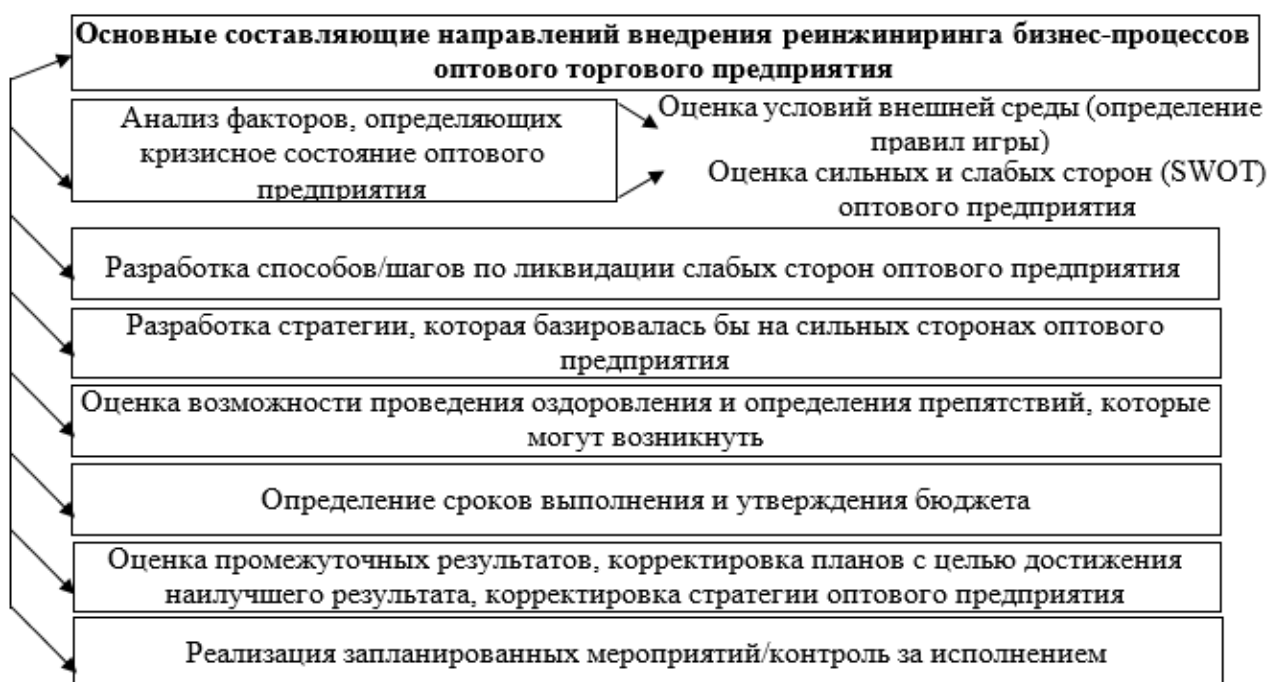 Основные составляющие направлений внедрения реинжиниринга бизнес-процессов
оптового торгового предприятия
Анализ факторов, определяющих
кризисное состояние оптового
предприятия
Оценка условий внешней среды (определение
правил игры)
Оценка сильных и слабых сторон (SWOT)
оптового предприятия
Разработка способов/шагов по ликвидации слабых сторон оптового предприятия
Разработка стратегии, которая базировалась бы на сильных сторонах оптового
предприятия
Оценка возможности проведения оздоровления и определения препятствий, которые
могут возникнуть
Определение сроков выполнения и утверждения бюджета
Оценка промежуточных результатов, корректировка планов с целью достижения
наилучшего результата, корректировка стратегии оптового предприятия
Реализация запланированных мероприятий/контроль за исполнением